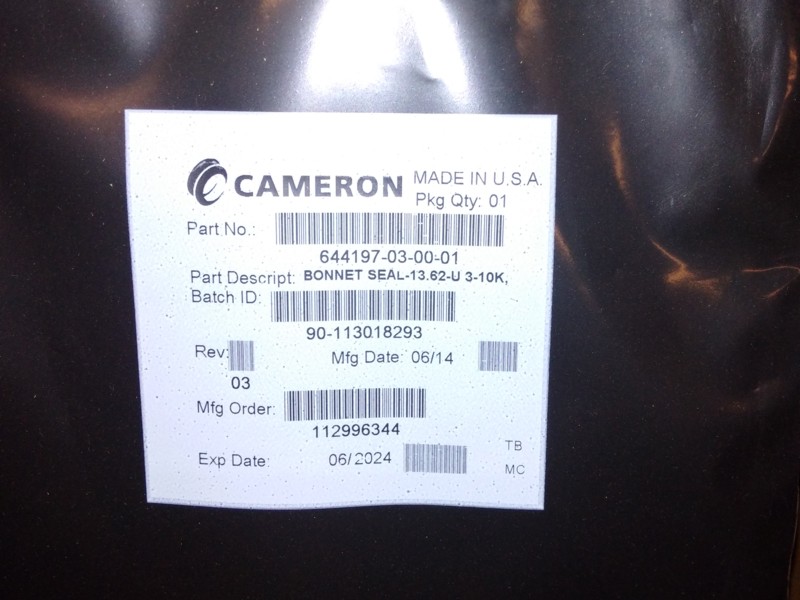 CAMERON MADE IN U.S.A.
Pkg Qty: 01
Part No.:
644197-03-00-01
Part Descript: BONNET SEAL-13.62-U 3-10K,
Batch ID:
90-113018293
Rev: Mfg Date: 06/14
03
Mfg Order:
112996344
TB
Exp Date: 06/2024
MC